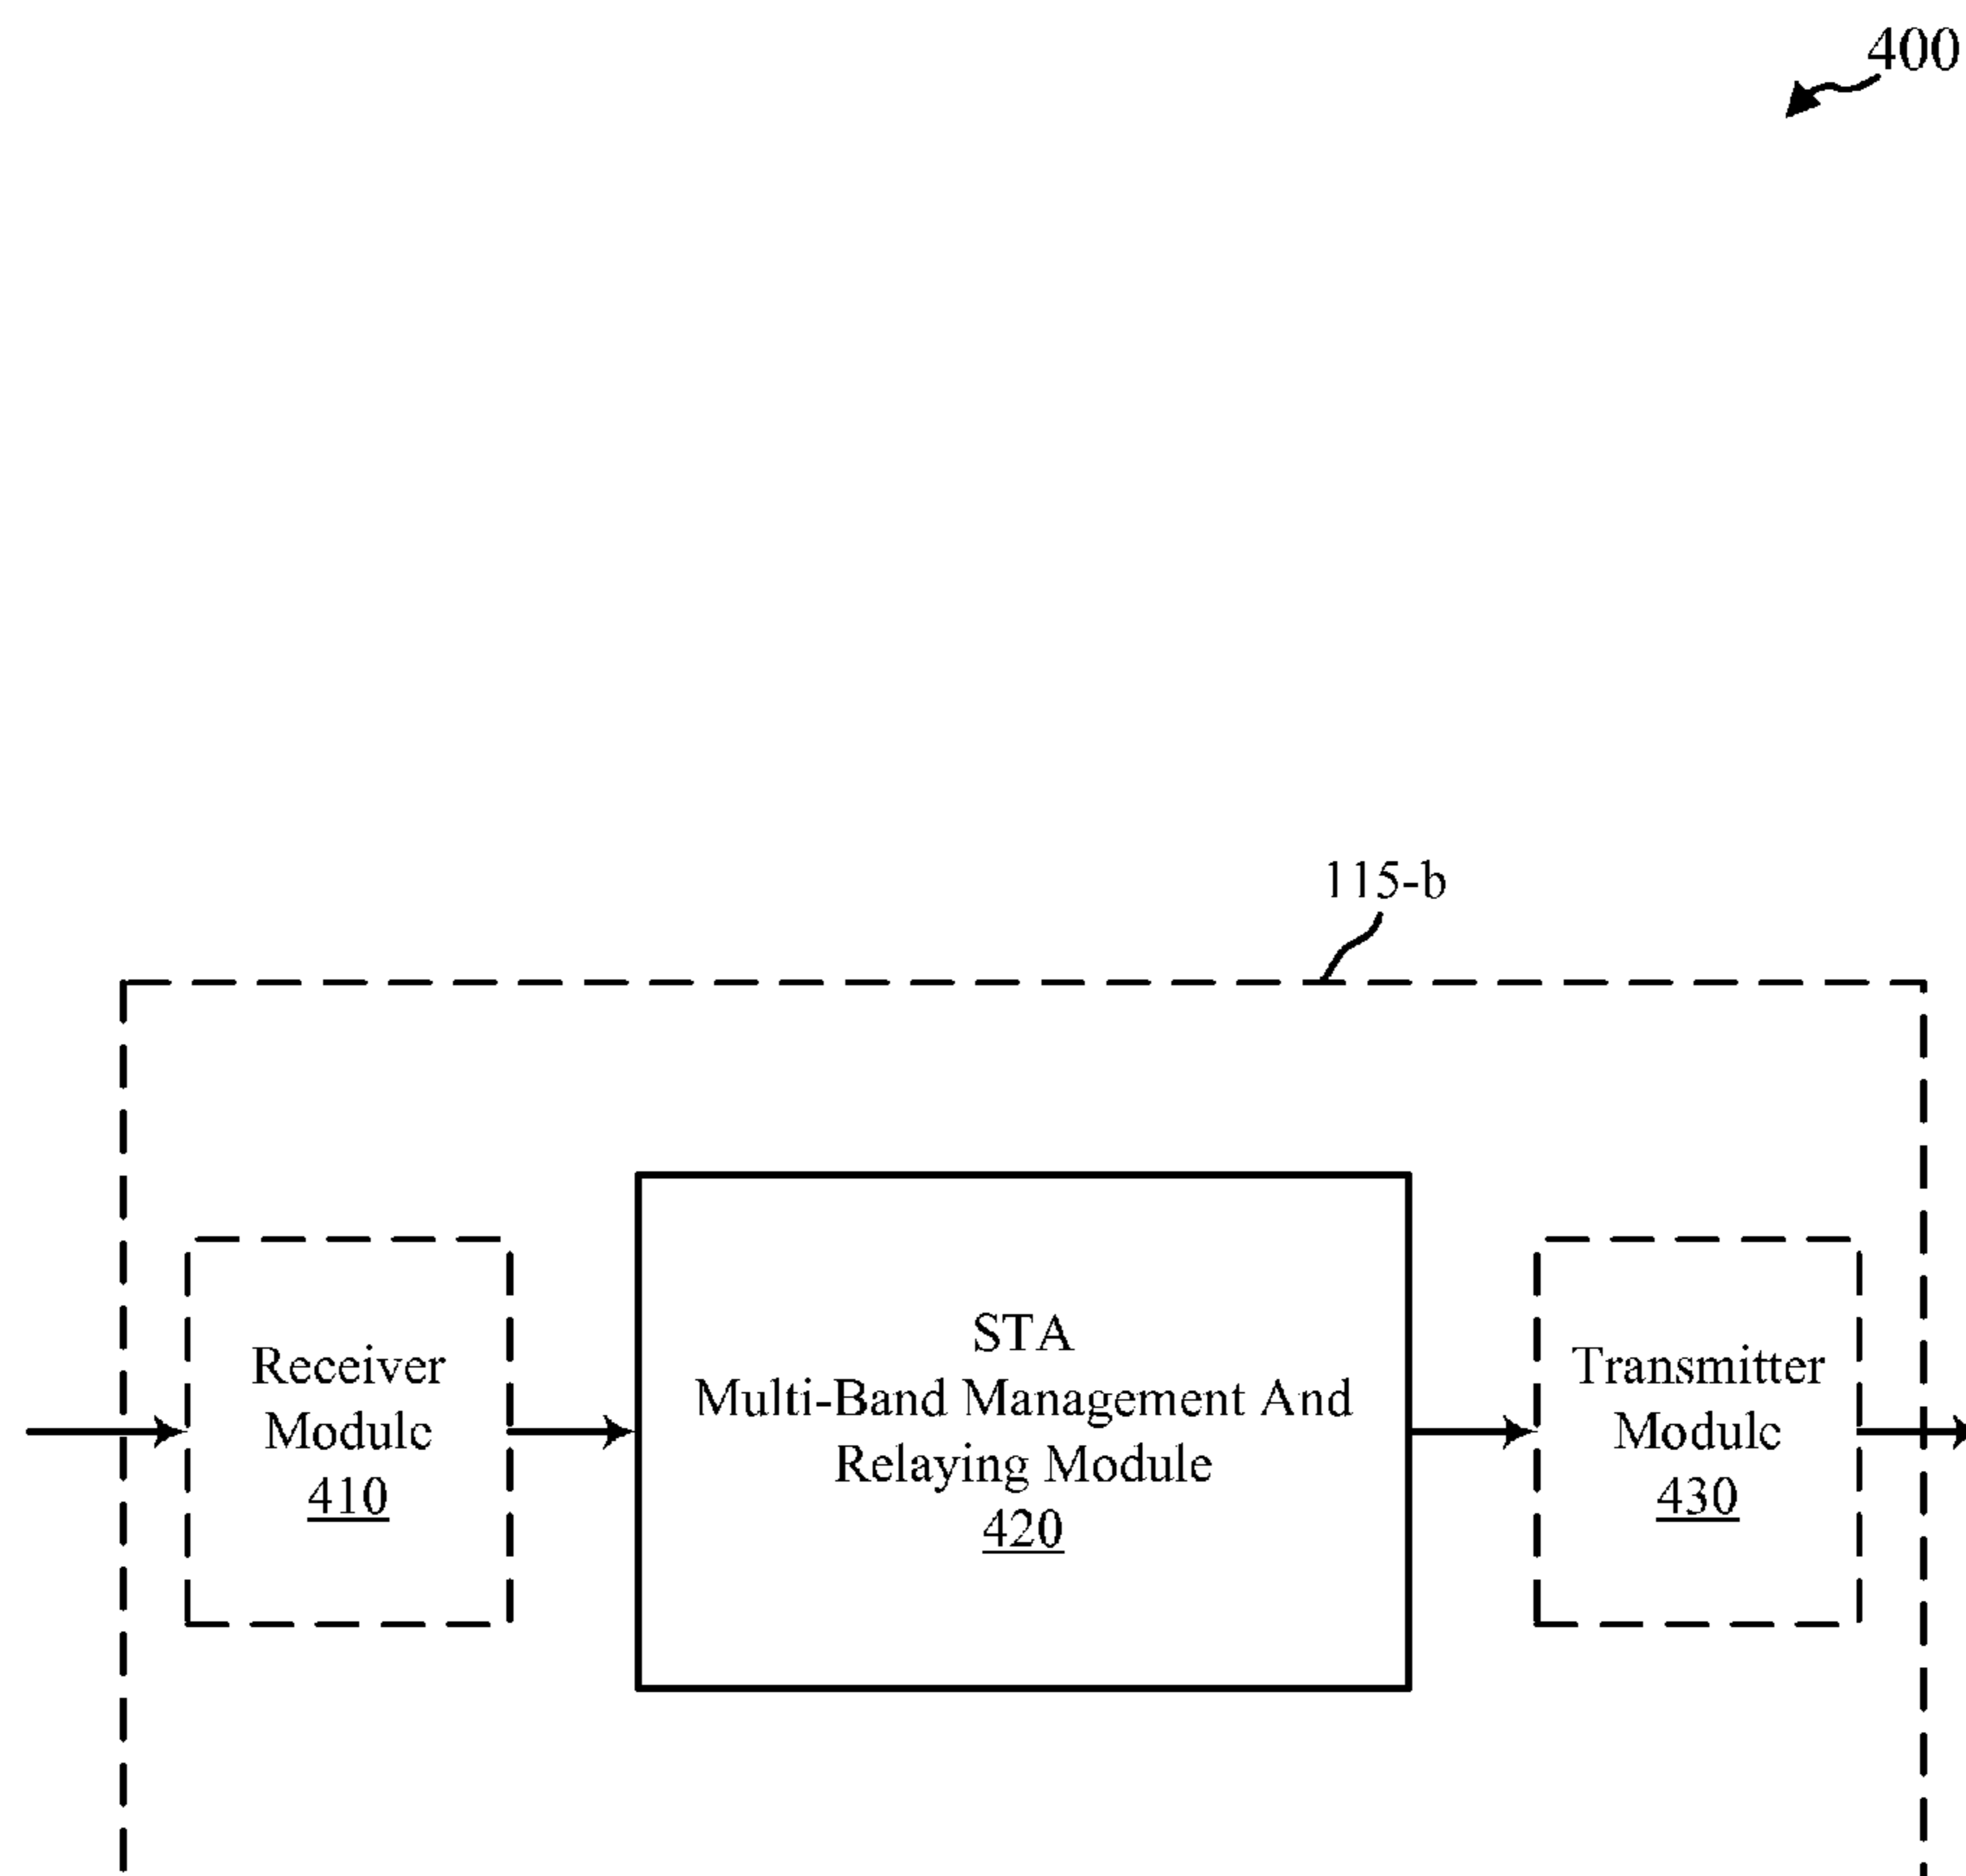 400
115-b
Receiver
Module
410
STA
Multi-Band Management And
Relaying Module
420
Transmitter
Module
430